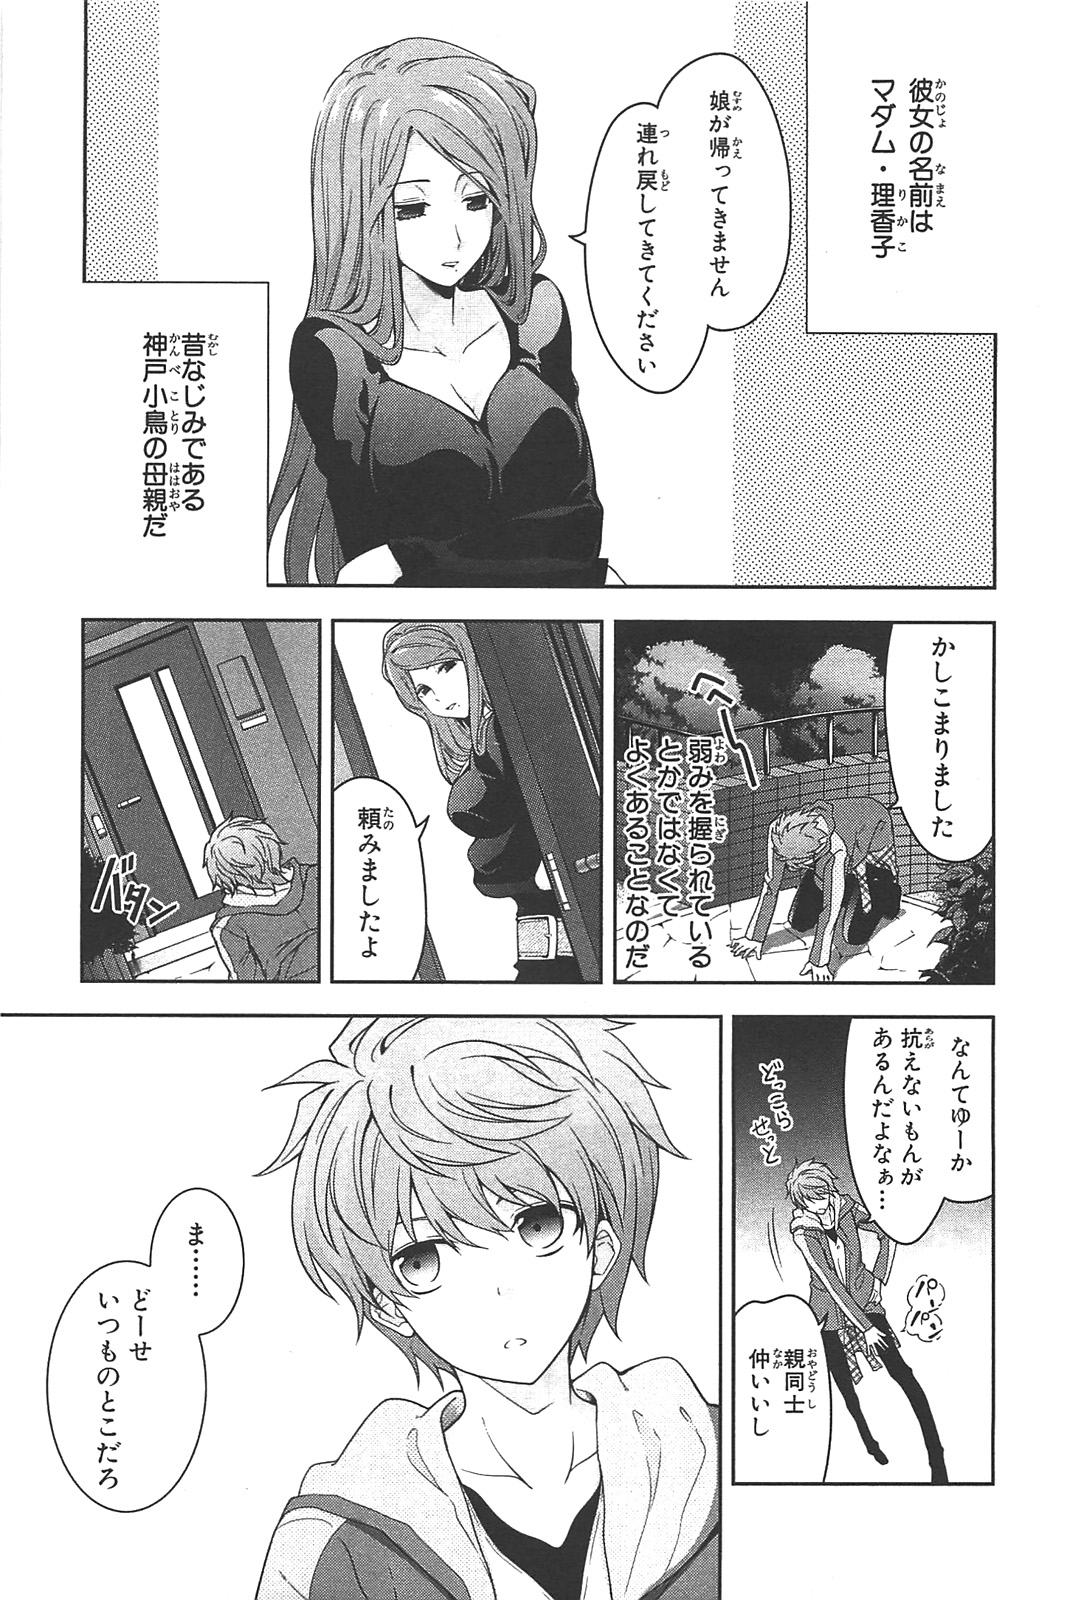 彼女の名前は
マダム・理香子
娘が帰ってきません
連れ戻してきてください
昔なじみである
神戸小鳥の母親だ
かしこまりました
へへー
弱みを握られている
とかではなくて
よくあることなのだ
頼みましたよ
バタン
なんてゆーか
抗えないもんが
あるんだよなぁ…
どっこら
せっと
パン
パン
親同士
仲いいし
ま……
どーせ
いつものとこだろ